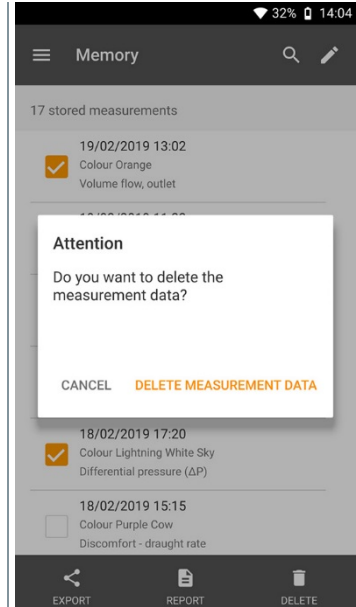 32% 14:04
Memory
17 stored measurements
19/02/2019 13:02
Colour Orange
Volume flow, outlet
Attention
Do you want to delete the
measurement data?
CANCEL DELETE MEASUREMENT DATA
18/02/2019 17:20
Colour Lightning White Sky
Differential pressure (ΔP)
18/02/2019 15:15
Colour Purple Cow
Discomfort - draught rate
EXPORT REPORT DELETE